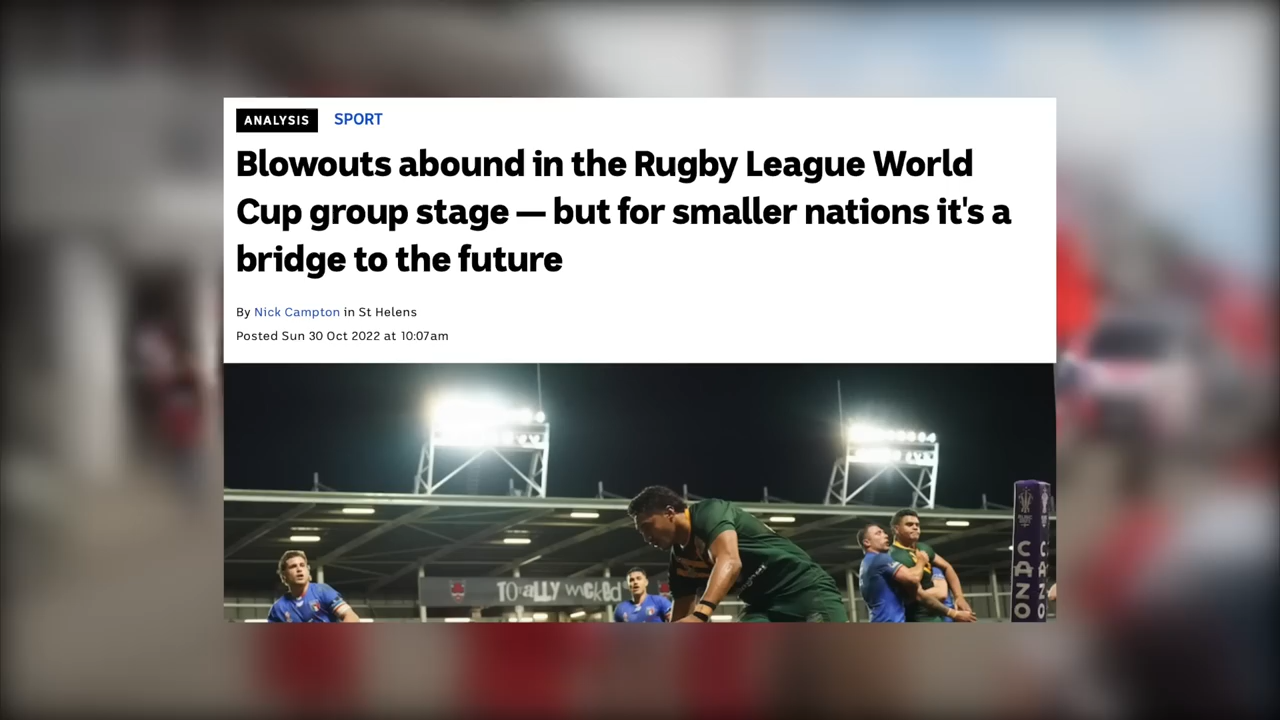 ANALYSIS SPORT
Blowouts abound in the Rugby League World
Cup group stage — but for smaller nations it's a
bridge to the future
By Nick Campton in St Helens
Posted Sun 30 Oct 2022 at 10:07am
TOtaLLY wicked
CAZOO